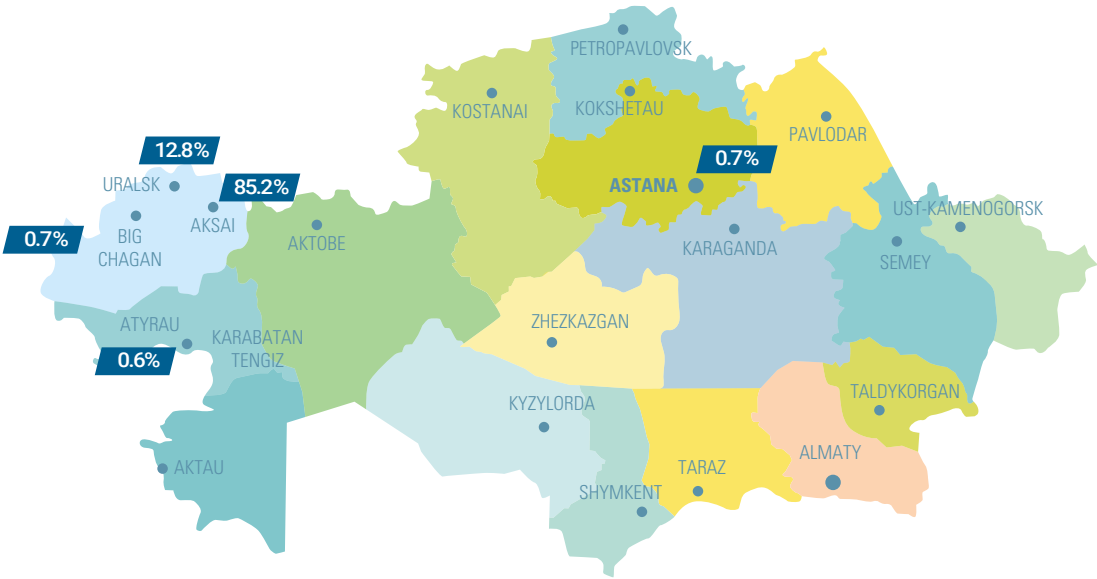 PETROPAVLOVSK
KOSTANAI
KOKSHETAU
PAVLODAR
12.8%
0.7%
URALSK
85.2%
ASTANA
AKSAI
UST-KAMENOGORSK
0.7%
BIG
CHAGAN
AKTOBE
KARAGANDA
SEMEY
ATYRAU
KARABATAN
TENGIZ
0.6%
ZHEZKAZGAN
TALDYKORGAN
KYZYLORDA
ALMATY
AKTAU
TARAZ
SHYMKENT